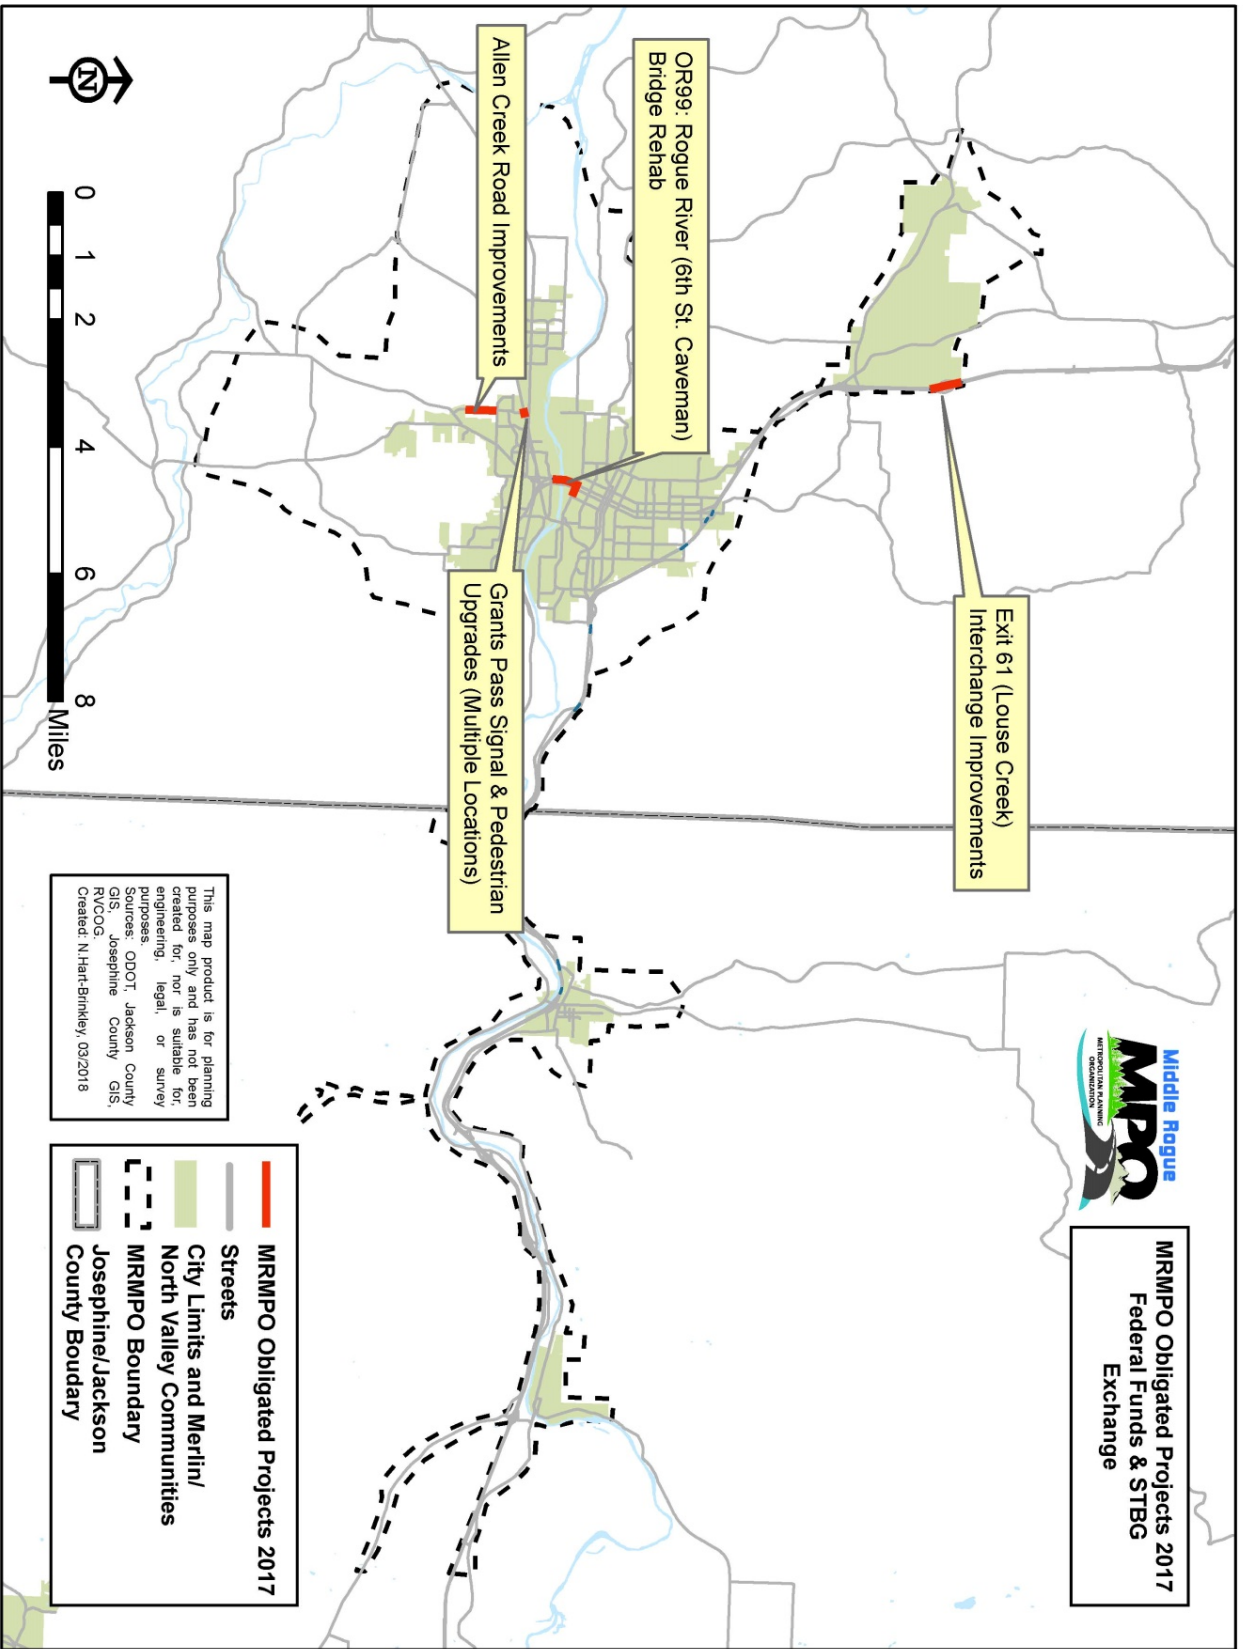 Middle Rogue
MPO
METROPOLITAN PLANNING
ORGANIZATION
MRMPO Obligated Projects 2017
Federal Funds & STBG
Exchange
Exit 61 (Louse Creek)
Interchange Improvements
OR99: Rogue River (6th St. Caveman)
Bridge Rehab
Allen Creek Road Improvements
Grants Pass Signal & Pedestrian
Upgrades (Multiple Locations)
N
0 1 2 4 6 8
Miles
This map product is for planning
purposes only and has not been
created for, nor is suitable for,
engineering, legal, or survey
purposes.
Sources: ODOT, Jackson County
GIS, Josephine County GIS,
RVCOG.
Created: N.Hart-Brinkley, 03/2018
MRMPO Obligated Projects 2017
Streets
City Limits and Merlin/
North Valley Communities
MRMPO Boundary
Josephine/Jackson
County Boudary